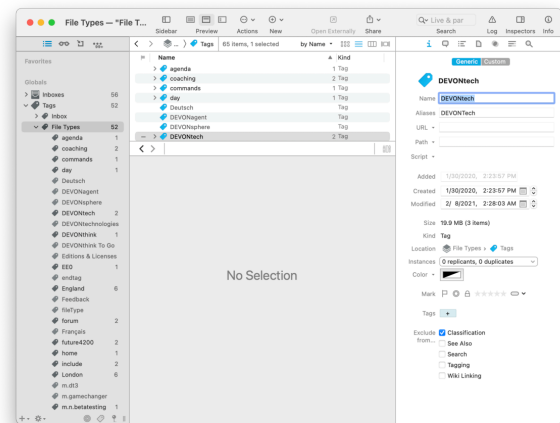 File Types — "File T...
Sidebar
Preview
Actions
New
Open Externally
Share
Live & par
Search
Log
Inspectors
Info
... ) Tags
65 items, 1 selected
by Name
Favorites
Globals
Inboxes 56
Tags 52
Inbox
File Types 52
agenda 1
coaching 2
commands 1
day 1
Deutsch
DEVONagent
DEVONsphere
DEVONtech 2
DEVONtechnologies
DEVONthink 1
DEVONthink To Go
Editions & Licenses
EE0 1
endtag
England 6
Feedback
fileType
forum 2
Français
future4200 2
home 1
include 2
London 6
m.dt3
m.gamechanger
m.n.betatesting 1
Name Kind
agenda 1 Tag
coaching 2 Tag
commands 1 Tag
day 1 Tag
Deutsch Tag
DEVONagent Tag
DEVONsphere Tag
DEVONtech 2 Tag
No Selection
Generic Custom
DEVONtech
Name DEVONtech
Aliases DEVONTech
URL
Path
Script
Added 1/30/2020, 2:23:57 PM
Created 1/30/2020, 2:23:57 PM
Modified 2/ 8/2021, 2:28:03 AM
Size 19.9 MB (3 items)
Kind Tag
Location File Types › Tags
Instances 0 replicants, 0 duplicates
Color
Mark
Tags +
Exclude from... Classification
See Also
Search
Tagging
Wiki Linking